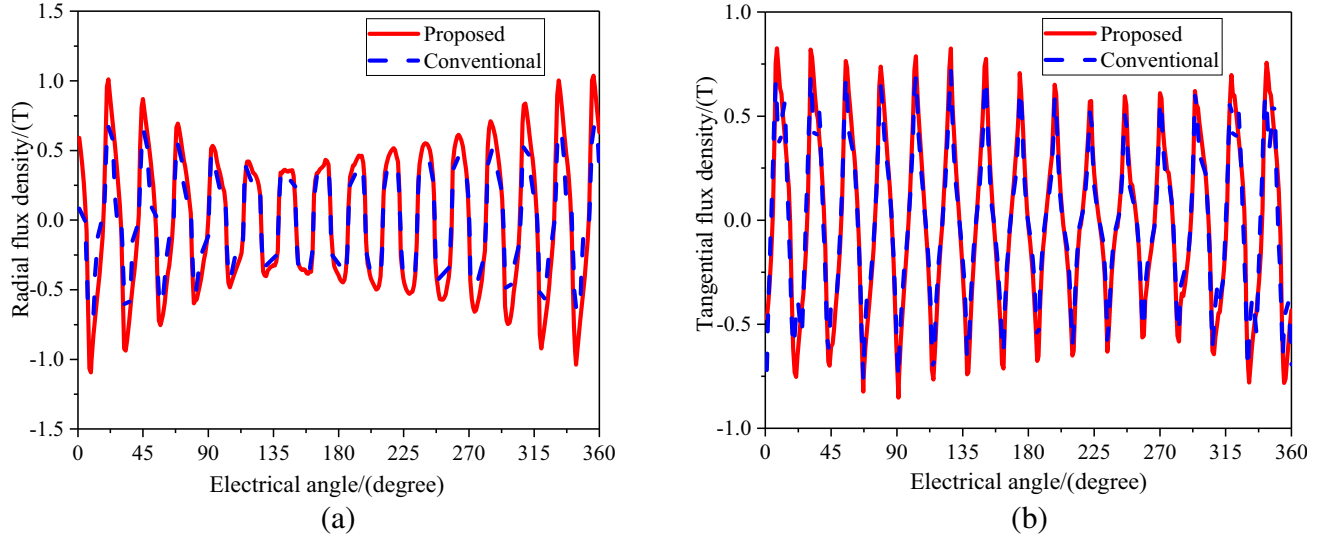 1.5
1.0
0.5
0.0
-0.5
-1.0
-1.5
Radial flux density/(T)
Proposed
Conventional
0 45 90 135 180 225 270 315 360
Electrical angle/(degree)
(a)
1.0
0.5
0.0
-0.5
-1.0
Tangential flux density/(T)
Proposed
Conventional
0 45 90 135 180 225 270 315 360
Electrical angle/(degree)
(b)